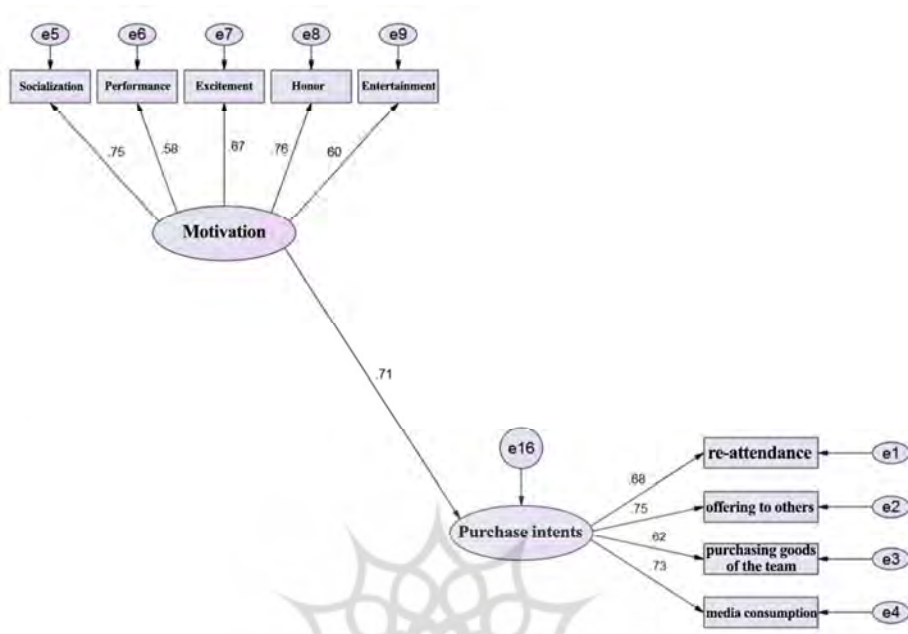 e5 e6 e7 e8 e9
Socialization Performance Excitement Honor Entertainment
.75 .58 .67 .76 .60
Motivation
.71
e16
re-attendance e1
.68
offering to others e2
.75
Purchase intents
.62
purchasing goods e3
of the team
.73
media consumption e4